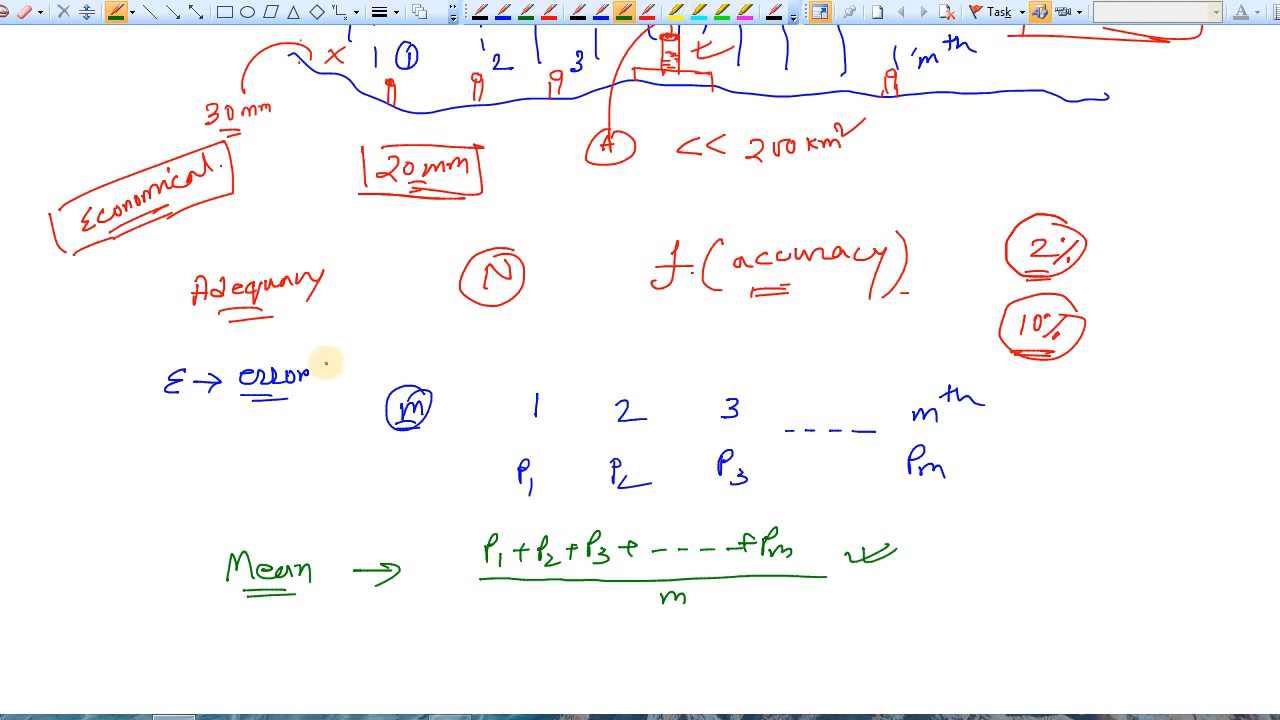 Task
1 ① 2 3 m^th
30 mm
20 mm
A << 200 km²
Economical.
Adequany N f.(accuracy) 2%
10%
ε → error
m 1 2 3 ---- m^th
P₁ P₂ P₃ Pm
Mean → P₁ + P₂ + P₃ + ---- + Pm
m